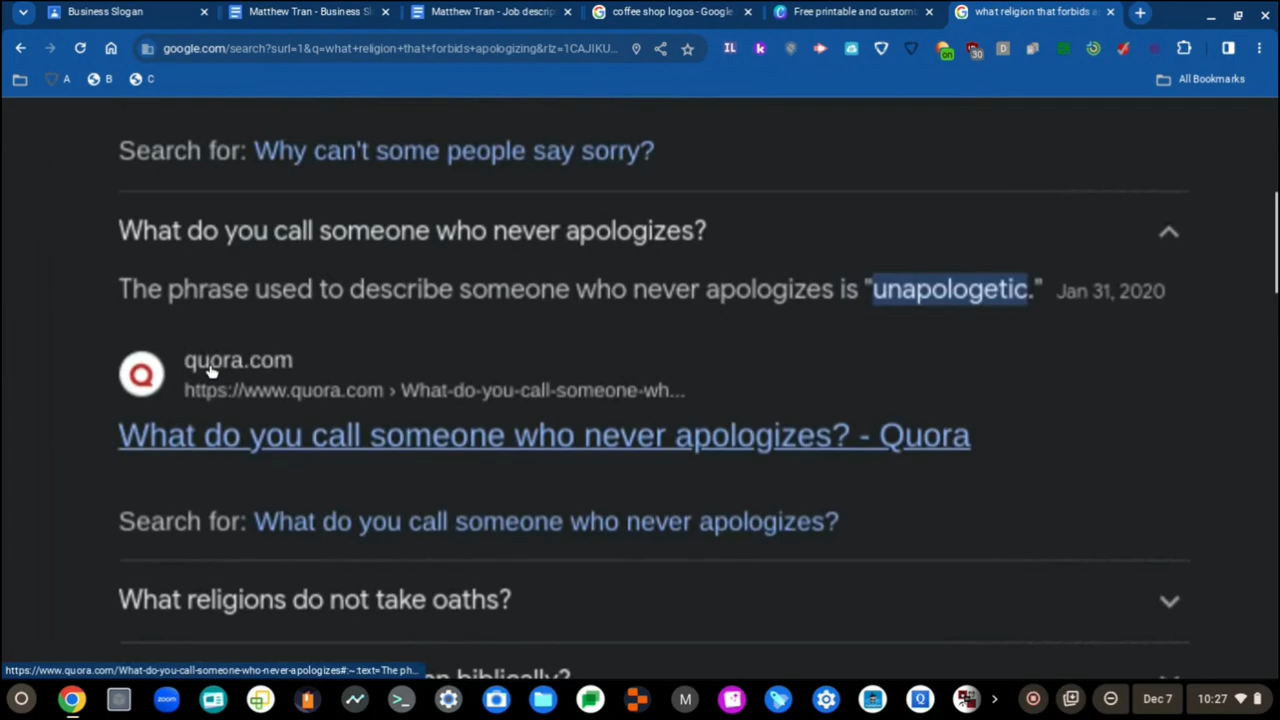 Business Slogan
Matthew Tran - Business Sl
Matthew Tran - Job descrip
coffee shop logos - Google
Free printable and custom
what religion that forbids a
google.com/search?surl=1&q=what+religion+that+forbids+apologizing&rlz=1CAJIKU...
IL
k
on
30
D
A
B
C
All Bookmarks
Search for: Why can't some people say sorry?
What do you call someone who never apologizes?
The phrase used to describe someone who never apologizes is "unapologetic." Jan 31, 2020
quora.com
https://www.quora.com › What-do-you-call-someone-wh...
What do you call someone who never apologizes? - Quora
Search for: What do you call someone who never apologizes?
What religions do not take oaths?
biblically?
https://www.quora.com/What-do-you-call-someone-who-never-apologizes#:~:text=The ph...
zoom
M
Q
Dec 7
10:27